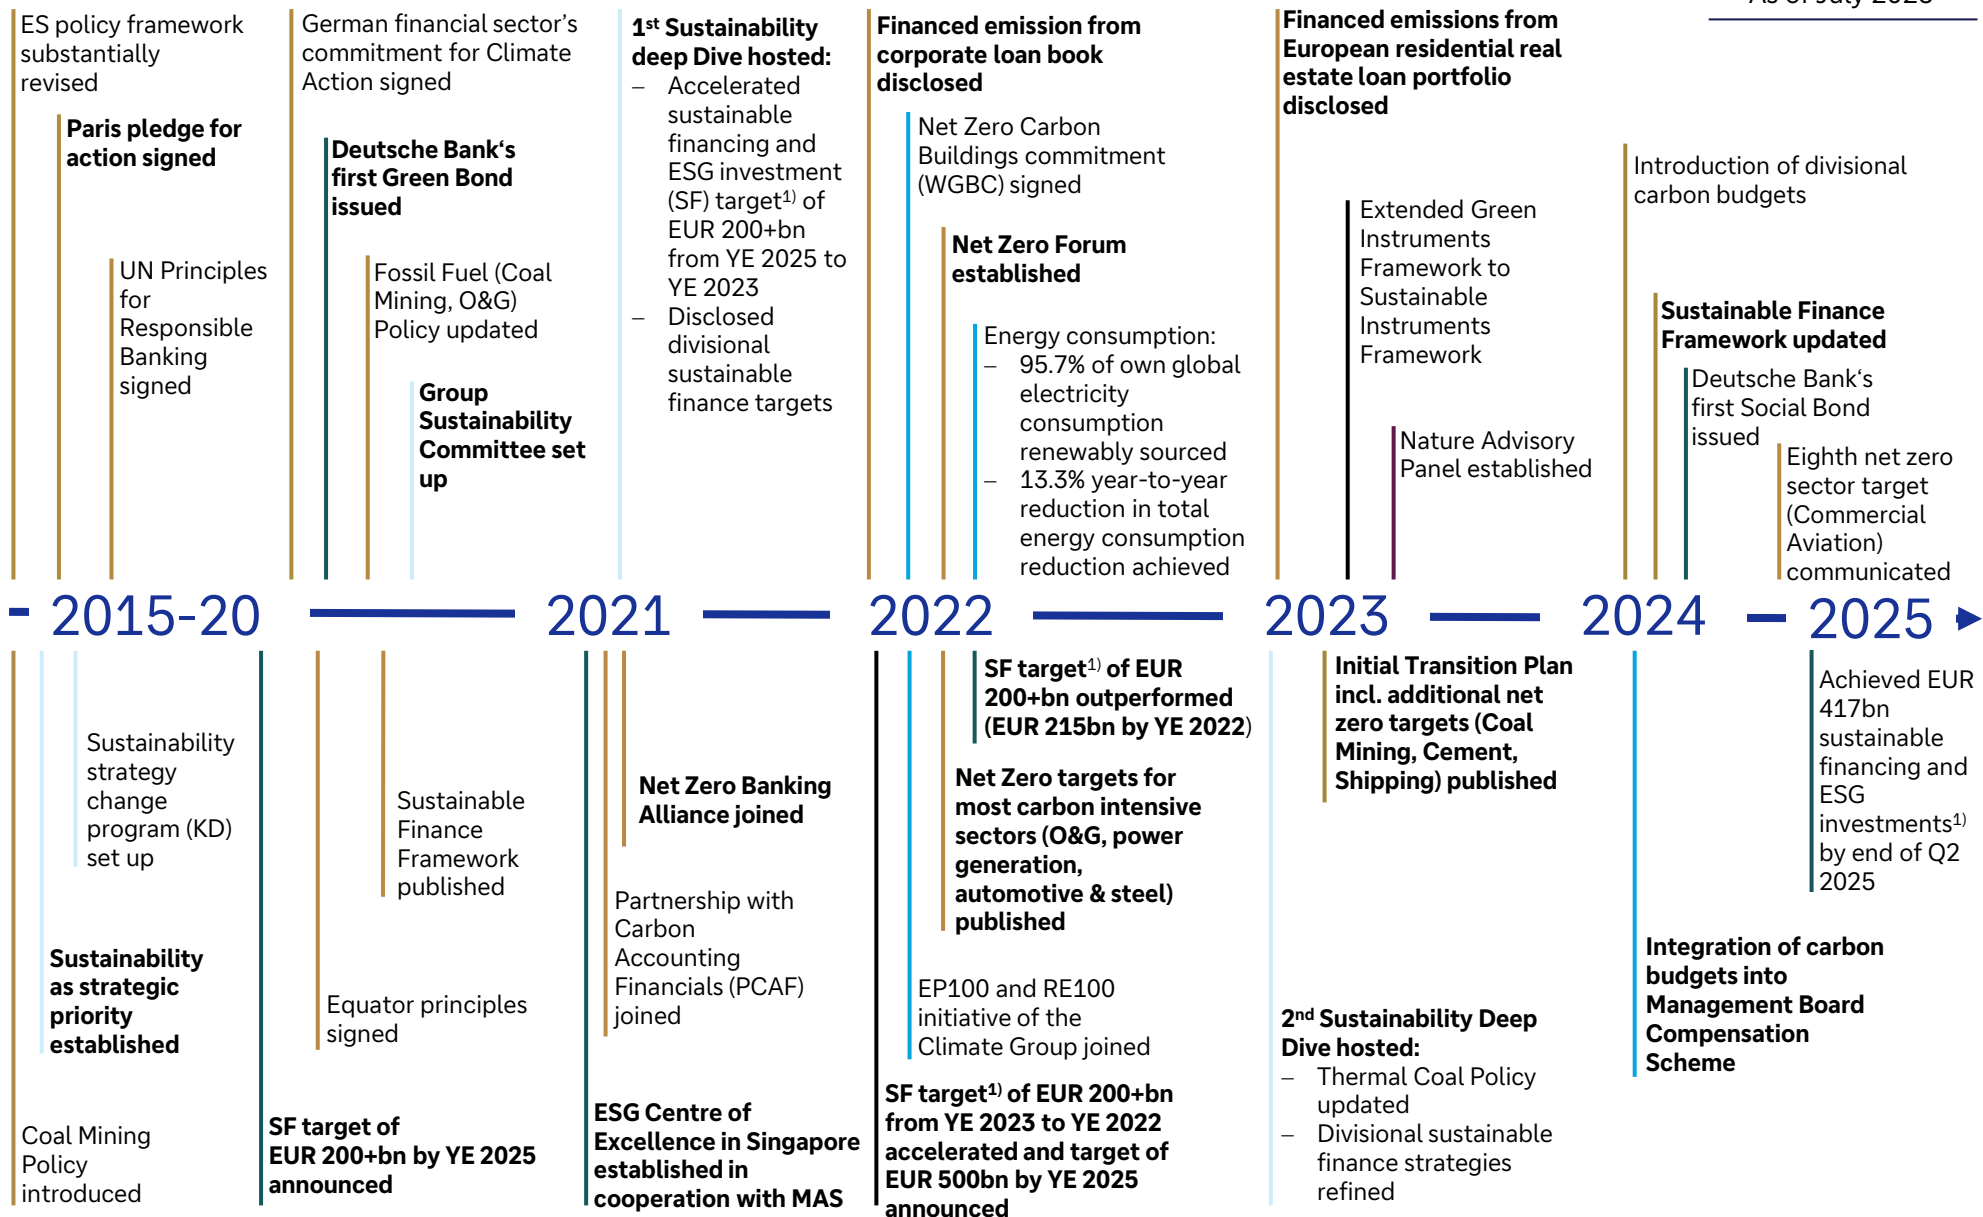 As of July 2025
ES policy framework
substantially
revised
Paris pledge for
action signed
UN Principles
for
Responsible
Banking
signed
German financial sector’s
commitment for Climate
Action signed
Deutsche Bank‘s
first Green Bond
issued
Fossil Fuel (Coal
Mining, O&G)
Policy updated
Group
Sustainability
Committee set
up
1st Sustainability
deep Dive hosted:
– Accelerated
sustainable
financing and
ESG investment
(SF) target1) of
EUR 200+bn
from YE 2025 to
YE 2023
– Disclosed
divisional
sustainable
finance targets
Financed emission from
corporate loan book
disclosed
Net Zero Carbon
Buildings commitment
(WGBC) signed
Net Zero Forum
established
Energy consumption:
– 95.7% of own global
electricity
consumption
renewably sourced
– 13.3% year-to-year
reduction in total
energy consumption
reduction achieved
Financed emissions from
European residential real
estate loan portfolio
disclosed
Extended Green
Instruments
Framework to
Sustainable
Instruments
Framework
Nature Advisory
Panel established
Introduction of divisional
carbon budgets
Sustainable Finance
Framework updated
Deutsche Bank‘s
first Social Bond
issued
Eighth net zero
sector target
(Commercial
Aviation)
communicated
2015-20
2021
2022
2023
2024
2025
Sustainability
strategy
change
program (KD)
set up
Sustainability
as strategic
priority
established
Coal Mining
Policy
introduced
Sustainable
Finance
Framework
published
Equator principles
signed
SF target of
EUR 200+bn by YE 2025
announced
Net Zero Banking
Alliance joined
Partnership with
Carbon
Accounting
Financials (PCAF)
joined
ESG Centre of
Excellence in Singapore
established in
cooperation with MAS
SF target1) of EUR
200+bn outperformed
(EUR 215bn by YE 2022)
Net Zero targets for
most carbon intensive
sectors (O&G, power
generation,
automotive & steel)
published
EP100 and RE100
initiative of the
Climate Group joined
SF target1) of EUR 200+bn
from YE 2023 to YE 2022
accelerated and target of
EUR 500bn by YE 2025
announced
Initial Transition Plan
incl. additional net
zero targets (Coal
Mining, Cement,
Shipping) published
2nd Sustainability Deep
Dive hosted:
– Thermal Coal Policy
updated
– Divisional sustainable
finance strategies
refined
Integration of carbon
budgets into
Management Board
Compensation
Scheme
Achieved EUR
417bn
sustainable
financing and
ESG
investments1)
by end of Q2
2025